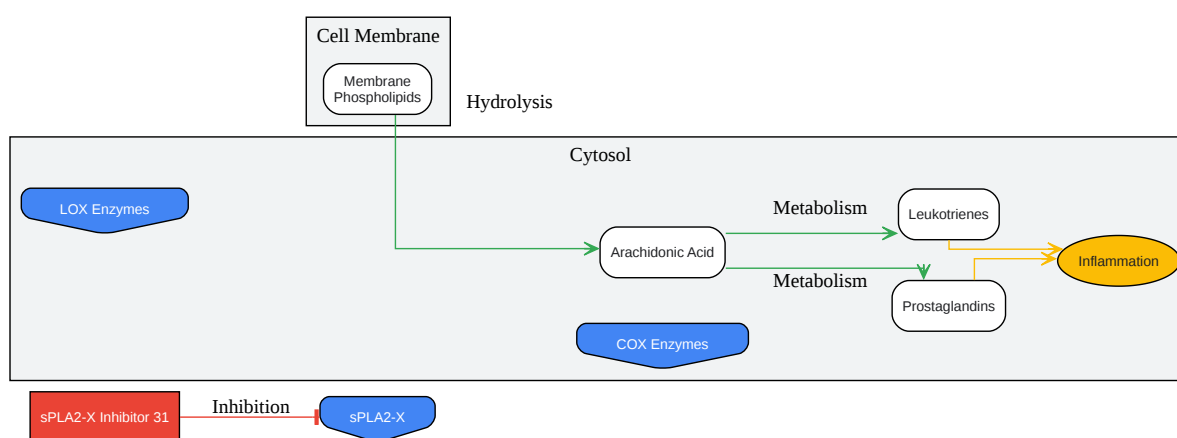 Cell Membrane
Membrane
Phospholipids
Hydrolysis
Cytosol
LOX Enzymes
Metabolism
Leukotrienes
Arachidonic Acid
Inflammation
Metabolism
Prostaglandins
COX Enzymes
sPLA2-X Inhibitor 31
Inhibition
sPLA2-X